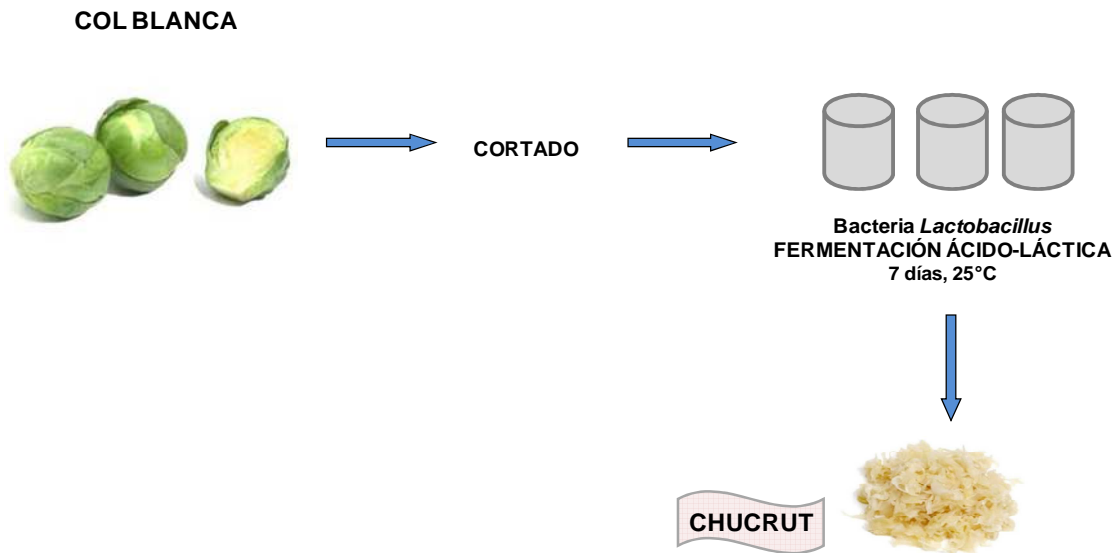 COL BLANCA
CORTADO
Bacteria Lactobacillus
FERMENTACIÓN ÁCIDO-LÁCTICA
7 días, 25°C
CHUCRUT